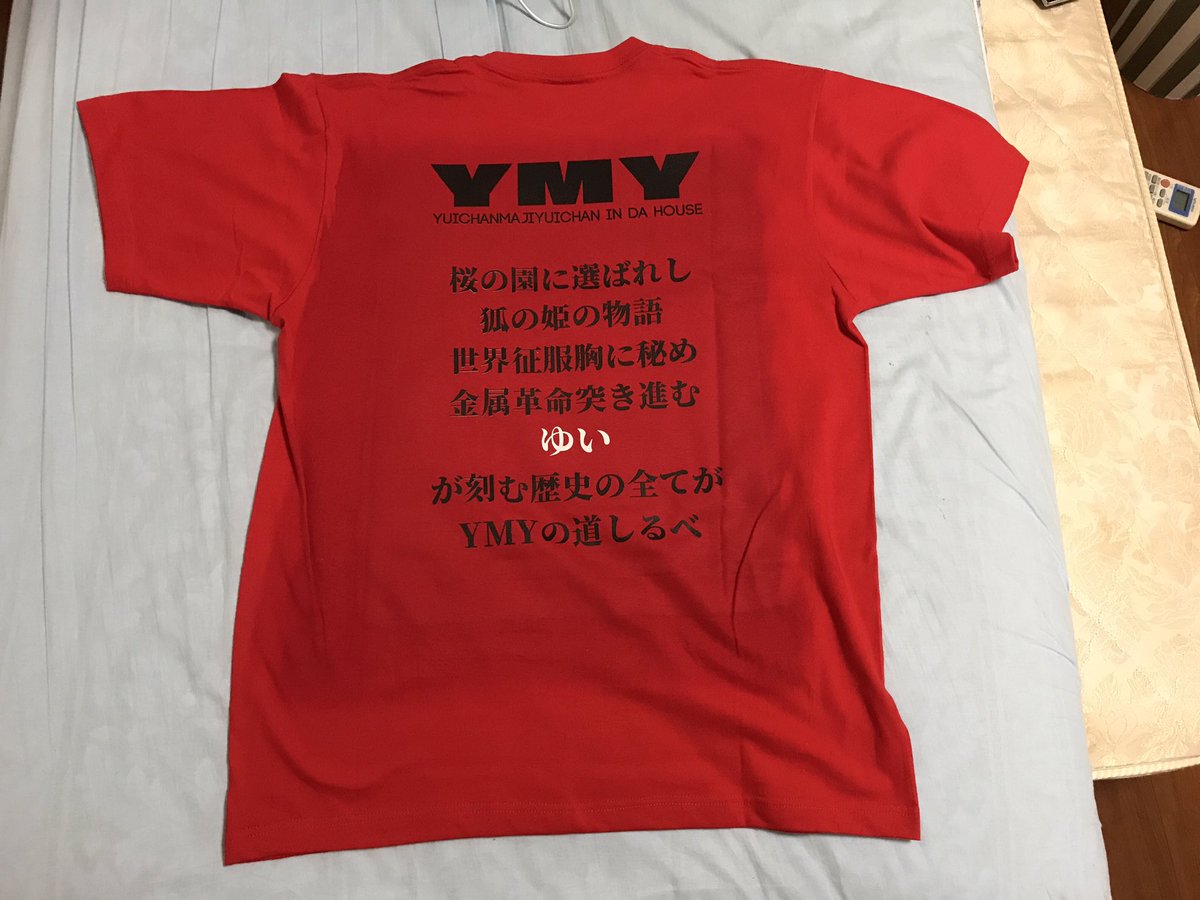 YMY
YUICHANMAJIYUICHAN IN DA HOUSE
桜の園に選ばれし
狐の姫の物語
世界征服胸に秘め
金属革命突き進む
ゆい
が刻む歴史の全てが
YMYの道しるべ